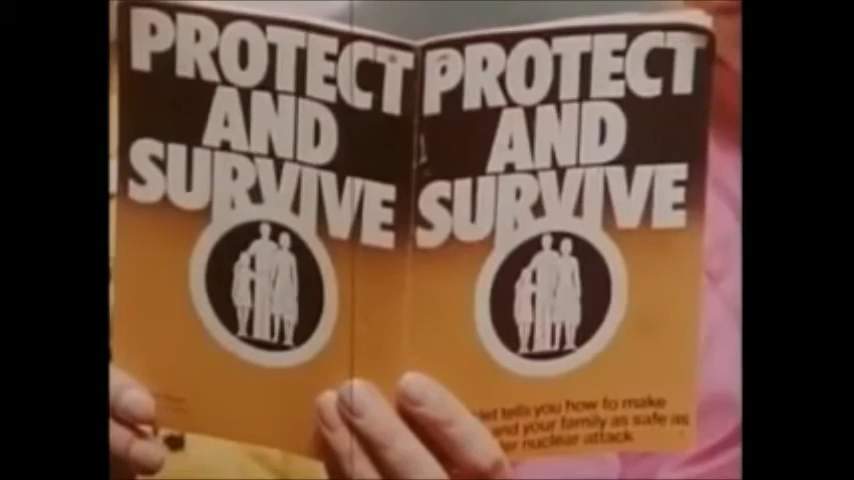 PROTECT
AND
SURVIVE
PROTECT
AND
SURVIVE
tells you how to make
and your family as safe as
nuclear attack